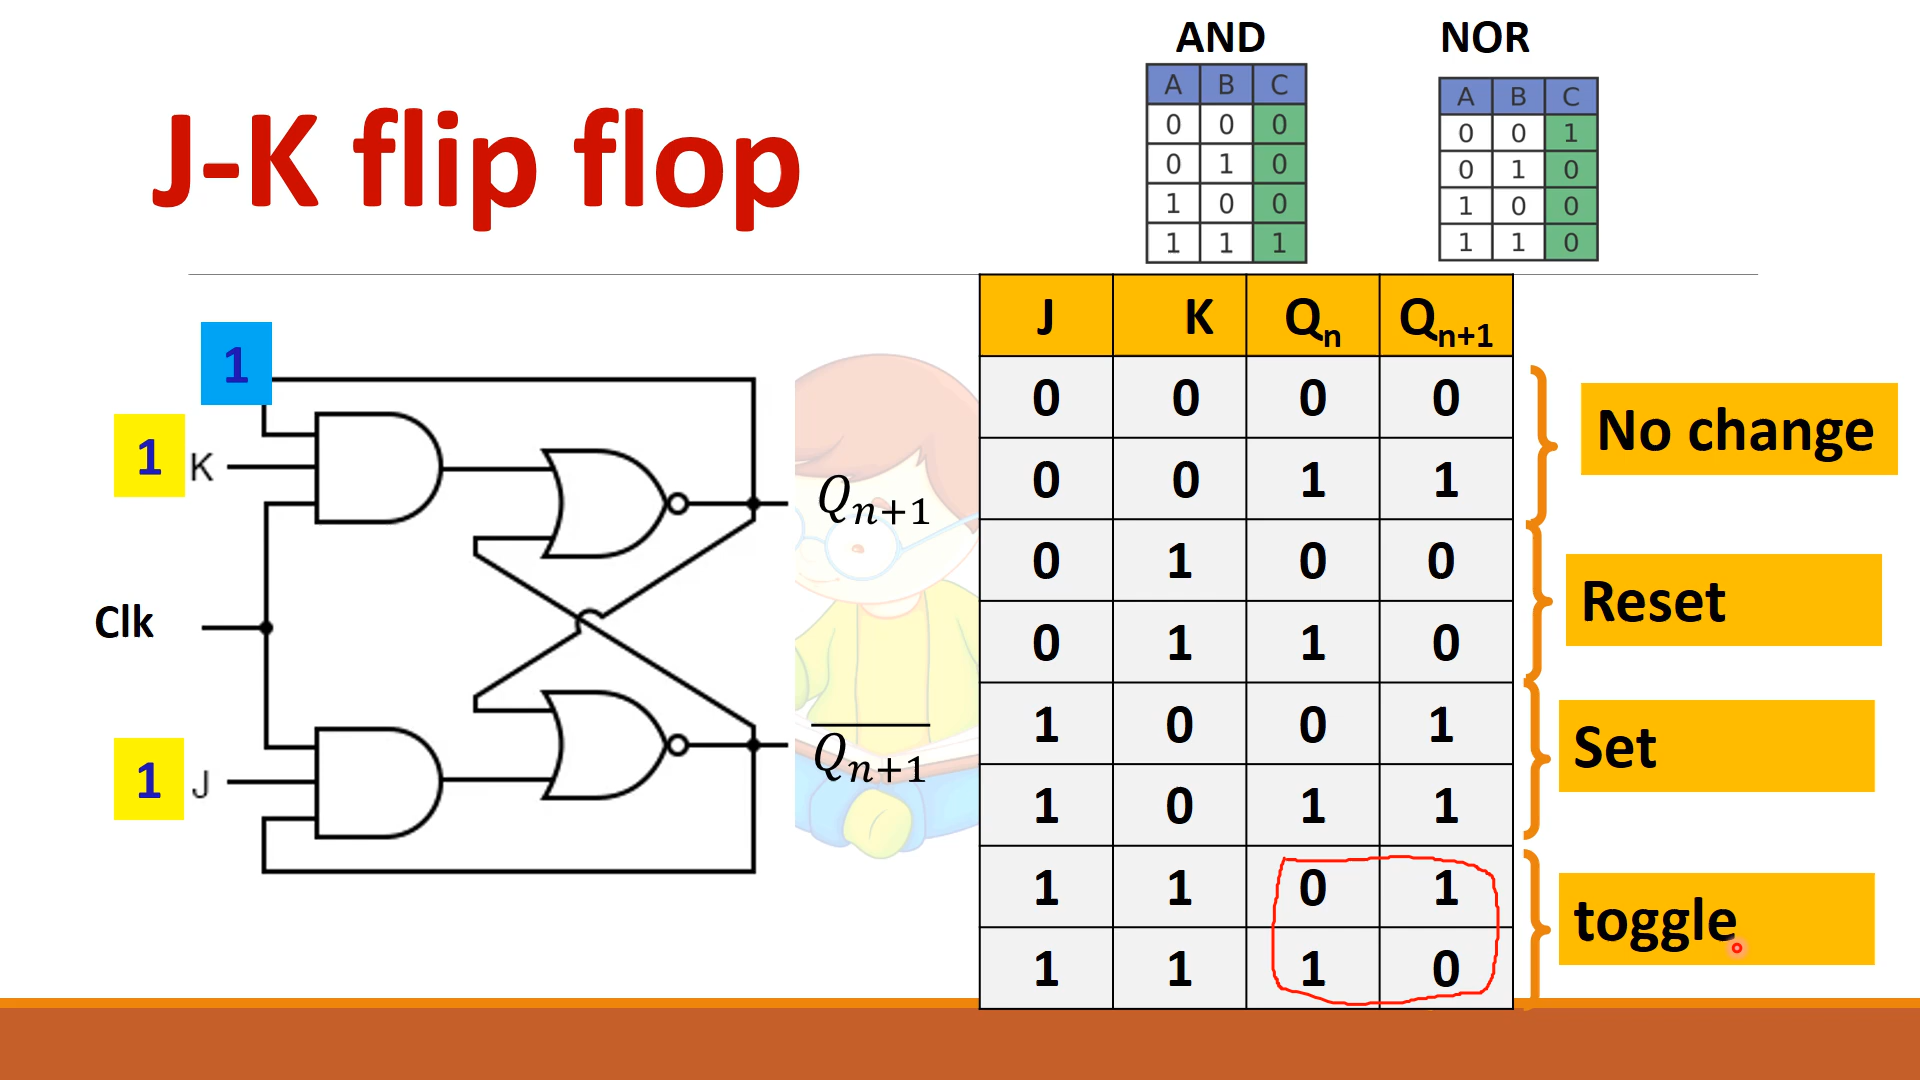 J-K flip flop
AND
A B C
0 0 0
0 1 0
1 0 0
1 1 1
NOR
A B C
0 0 1
0 1 0
1 0 0
1 1 0
1
1 K
Clk
1 J
Qn+1
Q̅n+1
J K Qn Qn+1
0 0 0 0
0 0 1 1
0 1 0 0
0 1 1 0
1 0 0 1
1 0 1 1
1 1 0 1
1 1 1 0
No change
Reset
Set
toggle